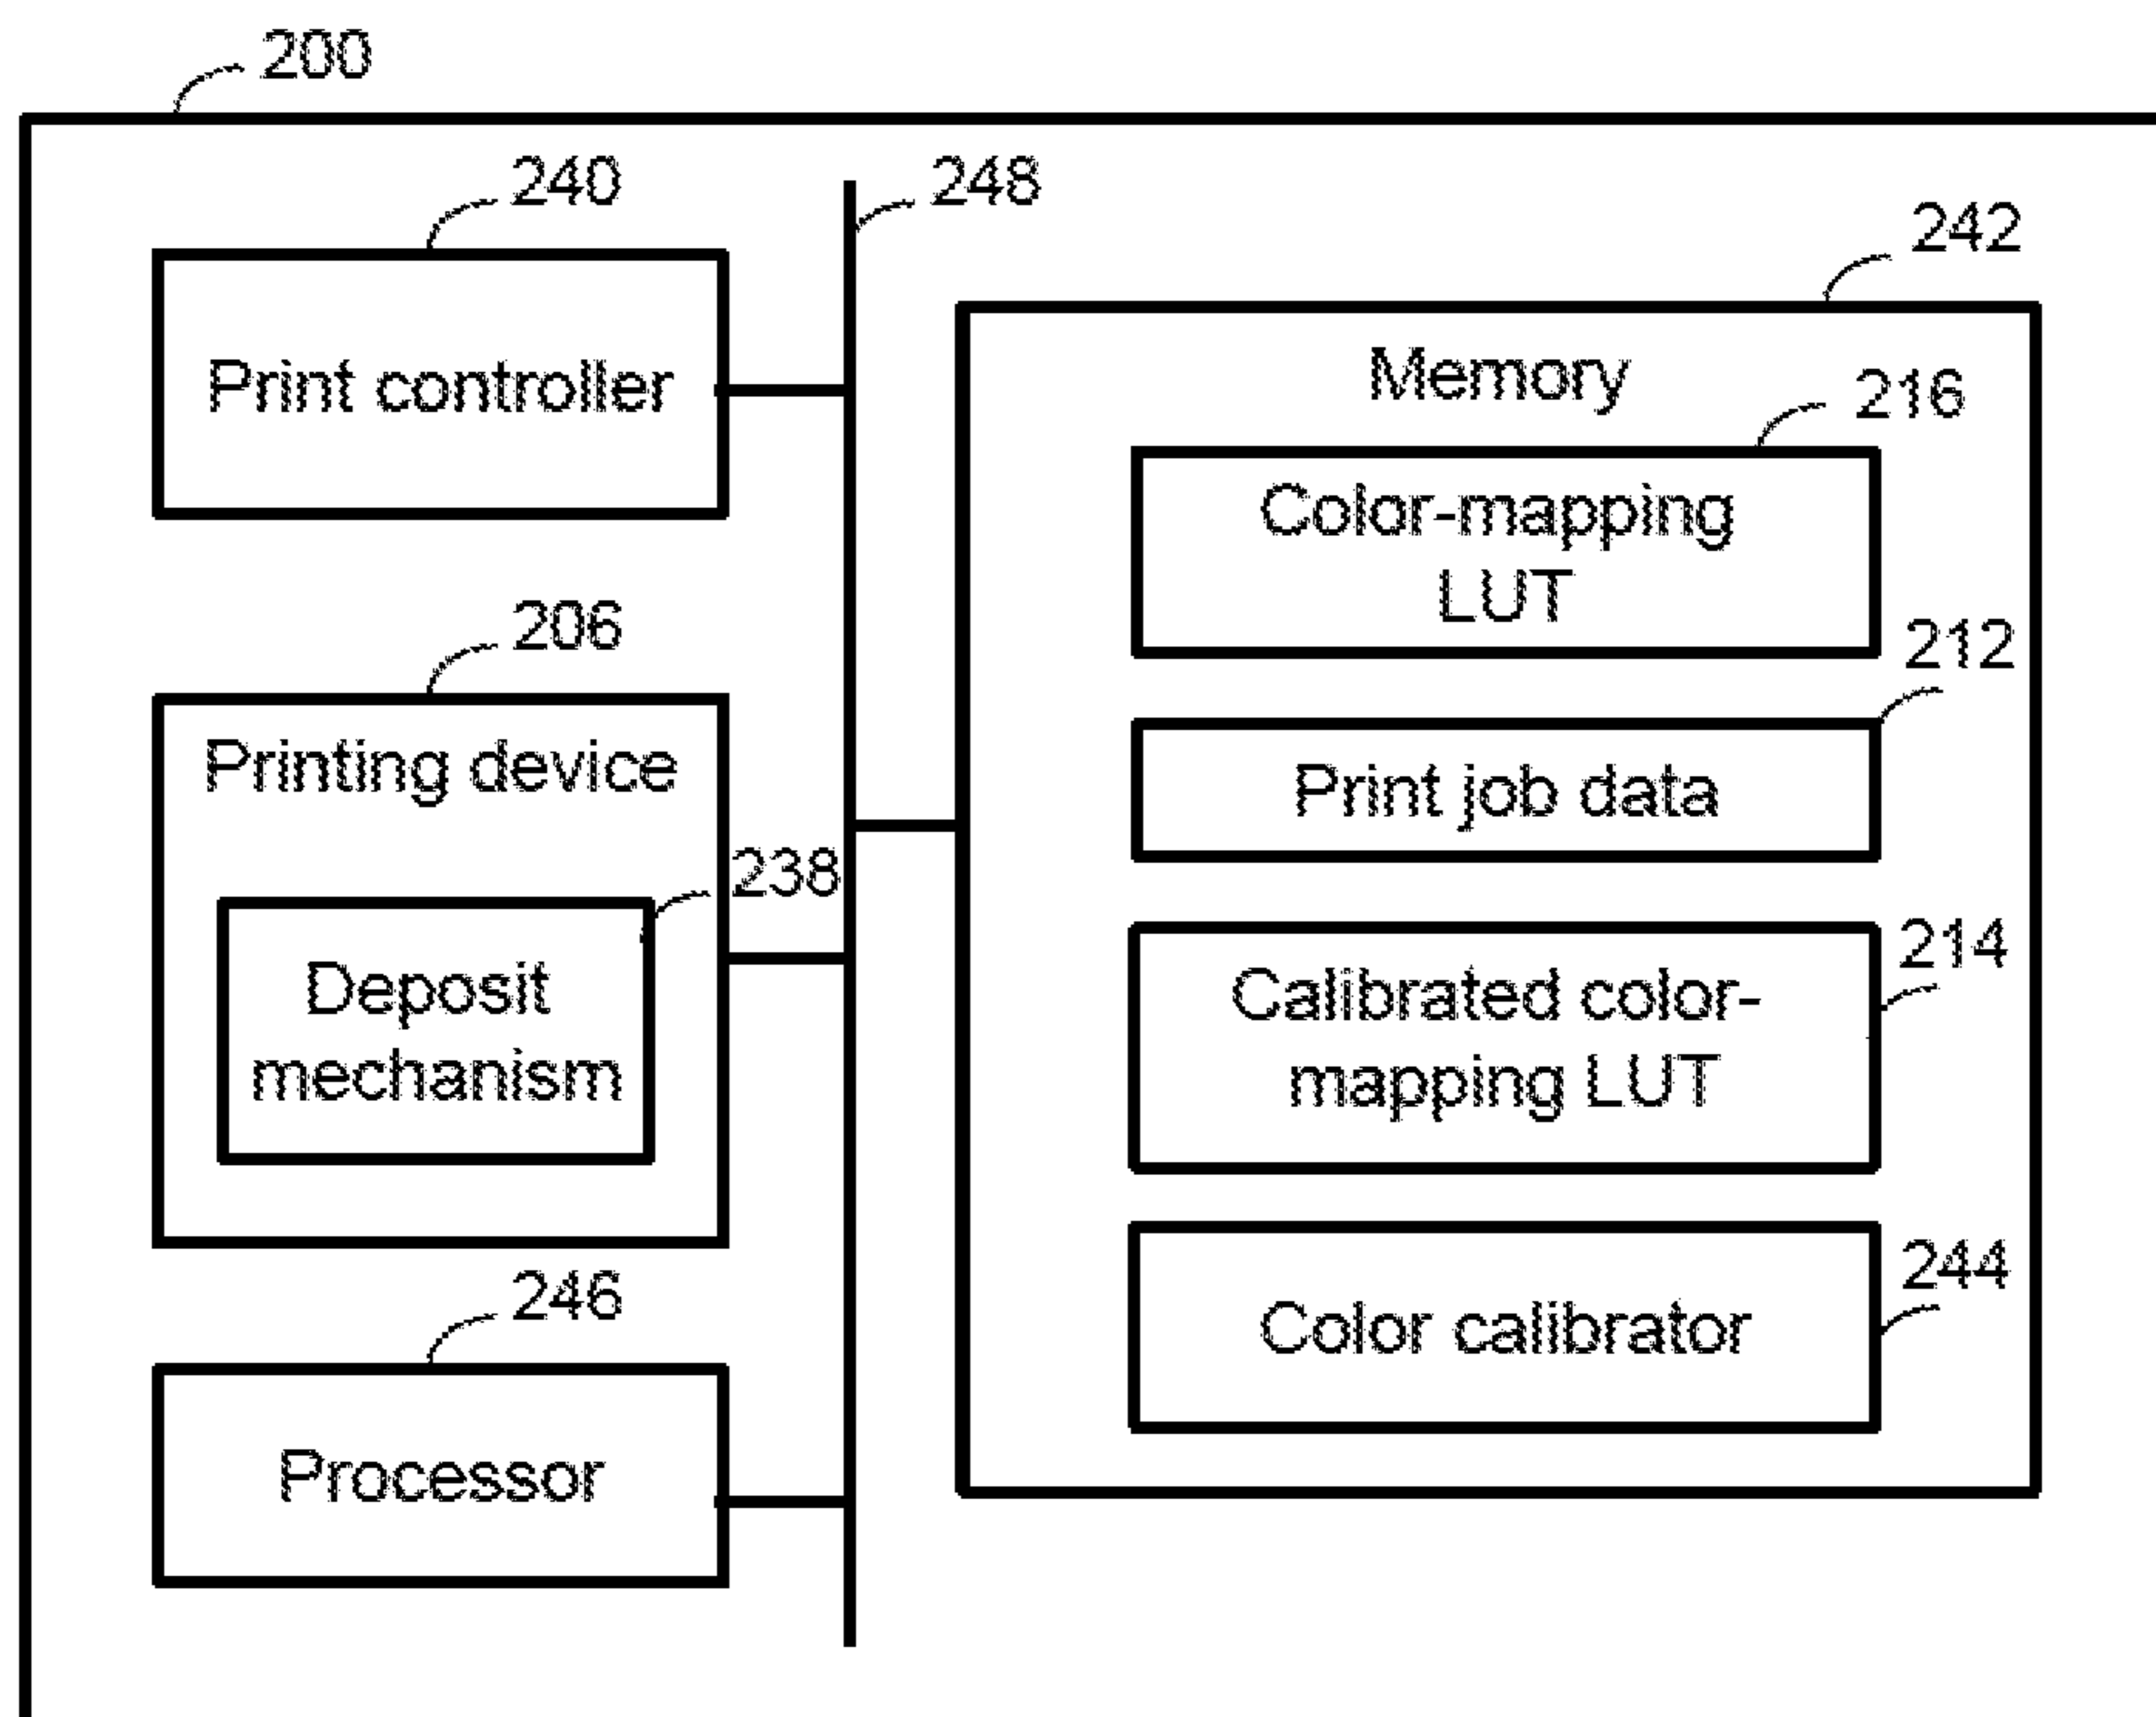 200
240
248
242
Print controller
Memory
216
Color-mapping
LUT
206
212
Printing device
Print job data
238
214
Deposit
mechanism
Calibrated color-
mapping LUT
246
244
Color calibrator
Processor